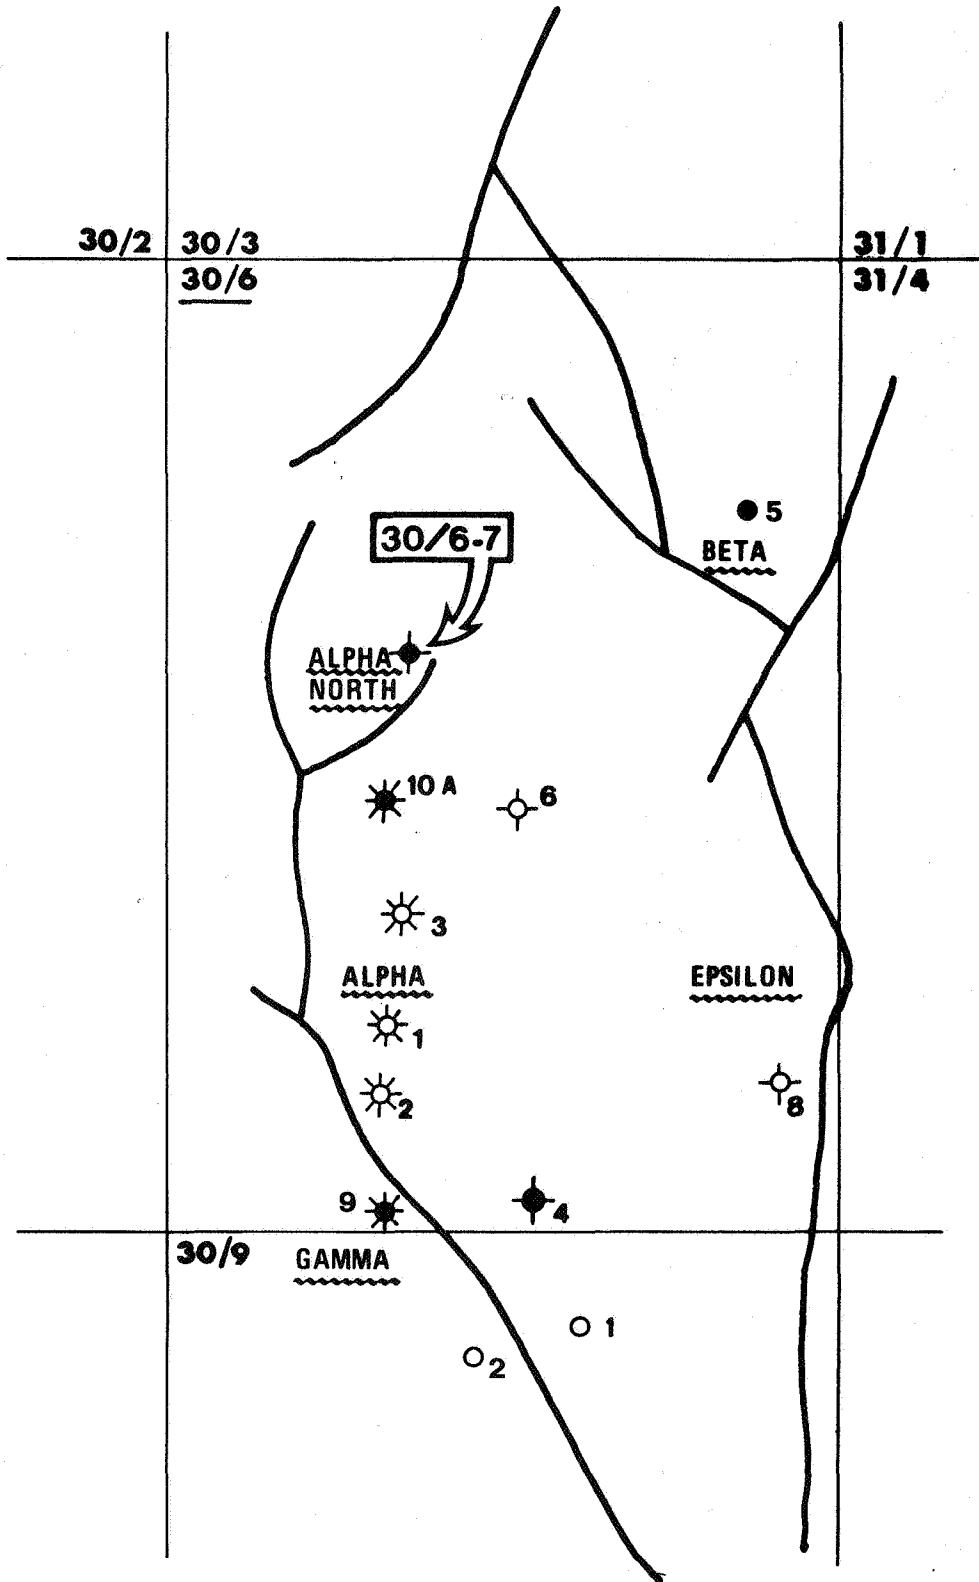 30/2 30/3 31/1
30/6 31/4
30/6-7
5
BETA
ALPHA
NORTH
10 A 6
3
ALPHA EPSILON
1
2 8
9 4
30/9 GAMMA
1
2